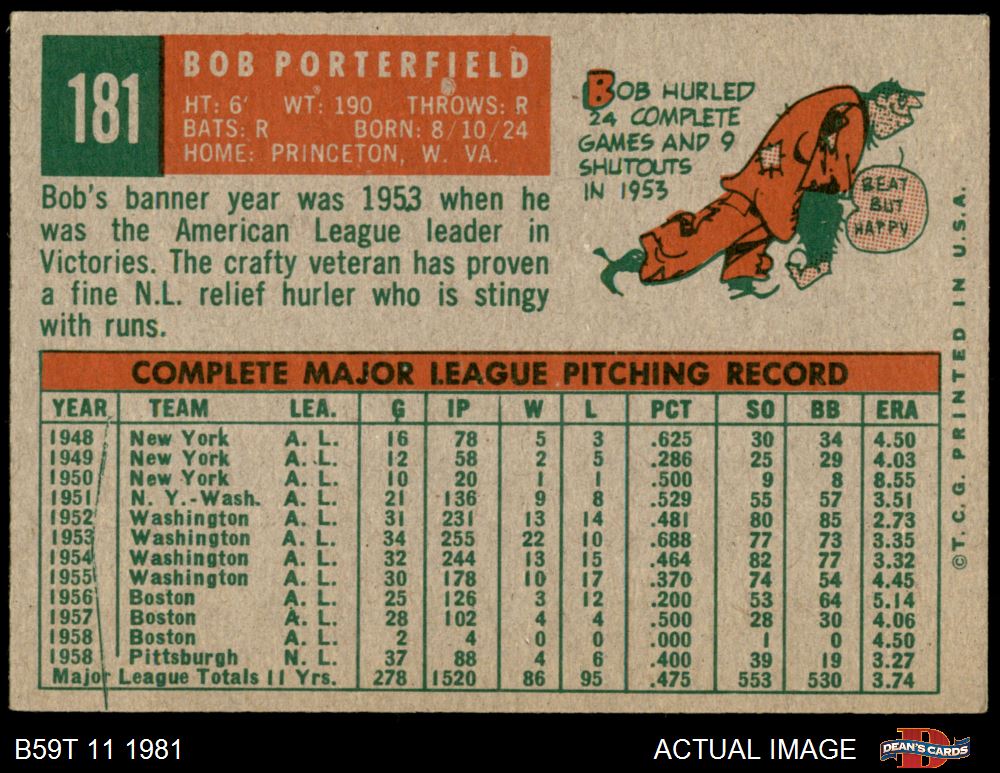 181
BOB PORTERFIELD
HT: 6' WT: 190 THROWS: R
BATS: R BORN: 8/10/24
HOME: PRINCETON, W. VA.
BOB HURLED
24 COMPLETE
GAMES AND 9
SHUTOUTS
IN 1953
BEAT
BUT
HAPPY
Bob's banner year was 1953 when he
was the American League leader in
Victories. The crafty veteran has proven
a fine N.L. relief hurler who is stingy
with runs.
COMPLETE MAJOR LEAGUE PITCHING RECORD
YEAR TEAM LEA. G IP W L PCT SO BB ERA
1948 New York A. L. 16 78 5 3 .625 30 34 4.50
1949 New York A. L. 12 58 2 5 .286 25 29 4.03
1950 New York A. L. 10 20 1 1 .500 9 8 8.55
1951 N. Y.-Wash. A. L. 21 136 9 8 .529 55 57 3.51
1952 Washington A. L. 31 231 13 14 .481 80 85 2.73
1953 Washington A. L. 34 255 22 10 .688 77 73 3.35
1954 Washington A. L. 32 244 13 15 .464 82 77 3.32
1955 Washington A. L. 30 178 10 17 .370 74 54 4.45
1956 Boston A. L. 25 126 3 12 .200 53 64 5.14
1957 Boston A. L. 28 102 4 4 .500 28 30 4.06
1958 Boston A. L. 2 4 0 0 .000 1 0 4.50
1958 Pittsburgh N. L. 37 88 4 6 .400 39 19 3.27
Major League Totals 11 Yrs. 278 1520 86 95 .475 553 530 3.74
©T. C. G. PRINTED IN U.S.A.
B59T 11 1981
ACTUAL IMAGE
DEAN'S CARDS